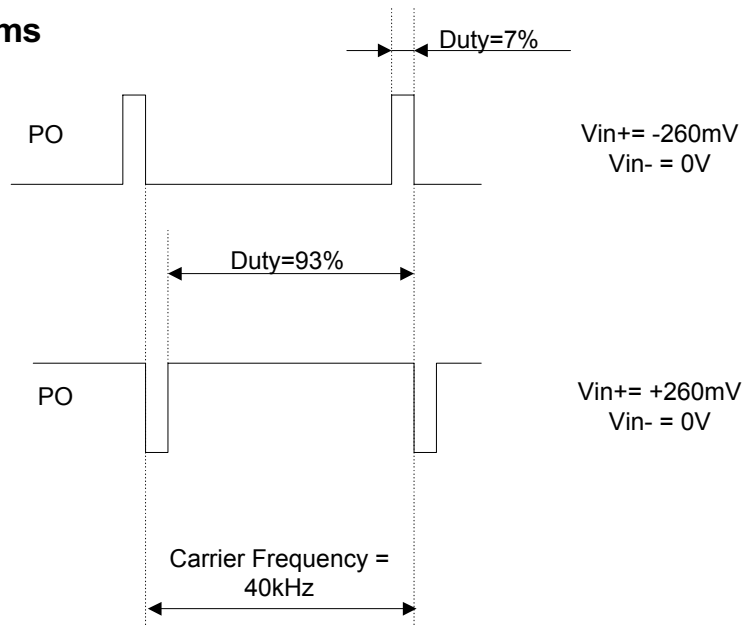 ms
Duty=7%
PO
Vin+= -260mV
Vin- = 0V
Duty=93%
PO
Vin+= +260mV
Vin- = 0V
Carrier Frequency =
40kHz